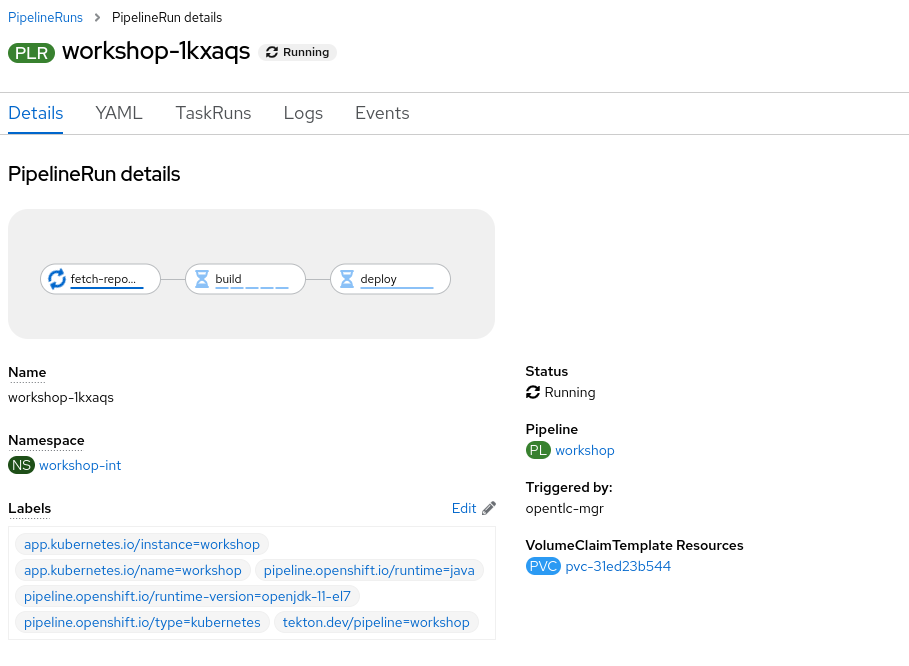 PipelineRuns > PipelineRun details
PLR workshop-1kxaqs Running
Details YAML TaskRuns Logs Events
PipelineRun details
fetch-repo... build deploy
Name
workshop-1kxaqs
Namespace
NS workshop-int
Labels Edit
app.kubernetes.io/instance=workshop
app.kubernetes.io/name=workshop pipeline.openshift.io/runtime=java
pipeline.openshift.io/runtime-version=openjdk-11-el7
pipeline.openshift.io/type=kubernetes tekton.dev/pipeline=workshop
Status
Running
Pipeline
PL workshop
Triggered by:
opentlc-mgr
VolumeClaimTemplate Resources
PVC pvc-31ed23b544